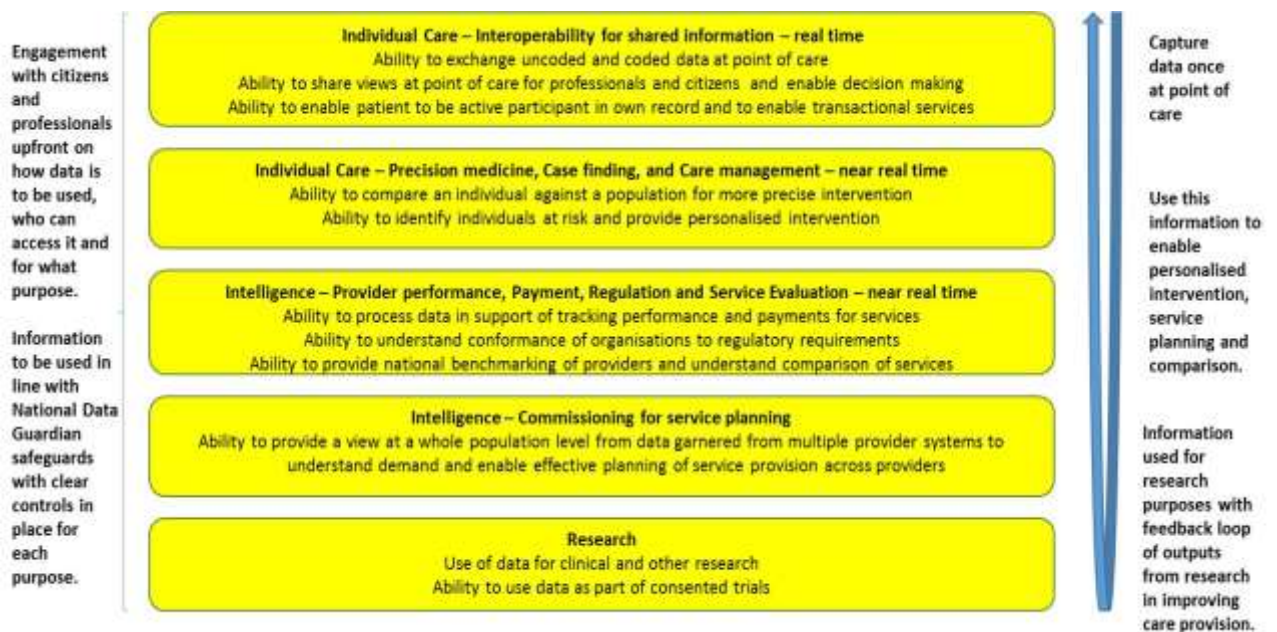 Engagement
with citizens
and
professionals
upfront on
how data is
to be used,
who can
access it and
for what
purpose.
Information
to be used in
line with
National Data
Guardian
safeguards
with clear
controls in
place for
each
purpose.
Individual Care – Interoperability for shared information – real time
Ability to exchange uncoded and coded data at point of care
Ability to share views at point of care for professionals and citizens and enable decision making
Ability to enable patient to be active participant in own record and to enable transactional services
Individual Care – Precision medicine, Case finding, and Care management – near real time
Ability to compare an individual against a population for more precise intervention
Ability to identify individuals at risk and provide personalised intervention
Intelligence – Provider performance, Payment, Regulation and Service Evaluation – near real time
Ability to process data in support of tracking performance and payments for services
Ability to understand conformance of organisations to regulatory requirements
Ability to provide national benchmarking of providers and understand comparison of services
Intelligence – Commissioning for service planning
Ability to provide a view at a whole population level from data garnered from multiple provider systems to
understand demand and enable effective planning of service provision across providers
Research
Use of data for clinical and other research
Ability to use data as part of consented trials
Capture
data once
at point of
care
Use this
information to
enable
personalised
intervention,
service
planning and
comparison.
Information
used for
research
purposes with
feedback loop
of outputs
from research
in improving
care provision.